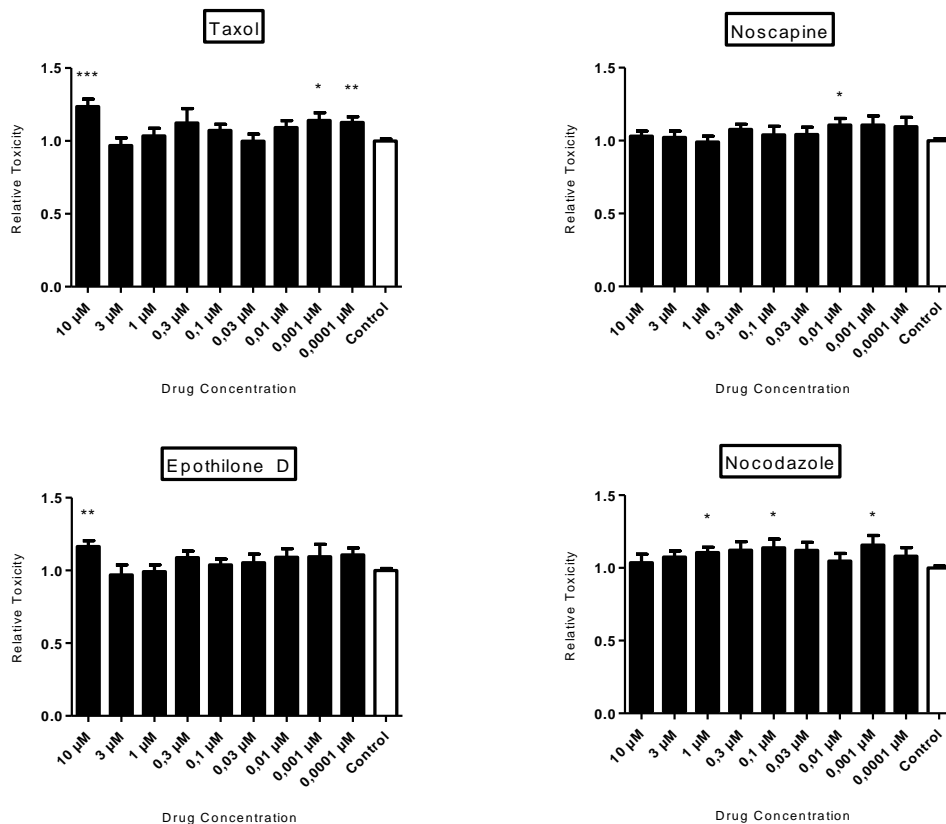 Taxol
***
*
**
1.5
1.0
0.5
0.0
Relative Toxicity
10 µM
3 µM
1 µM
0,3 µM
0,1 µM
0,03 µM
0,01 µM
0,001 µM
0,0001 µM
Control
Drug Concentration
Noscapine
*
1.5
1.0
0.5
0.0
Relative Toxicity
10 µM
3 µM
1 µM
0,3 µM
0,1 µM
0,03 µM
0,01 µM
0,001 µM
0,0001 µM
Control
Drug Concentration
Epothilone D
**
1.5
1.0
0.5
0.0
Relative Toxicity
10 µM
3 µM
1 µM
0,3 µM
0,1 µM
0,03 µM
0,01 µM
0,001 µM
0,0001 µM
Control
Drug Concentration
Nocodazole
*
*
*
1.5
1.0
0.5
0.0
Relative Toxicity
10 µM
3 µM
1 µM
0,3 µM
0,1 µM
0,03 µM
0,01 µM
0,001 µM
0,0001 µM
Control
Drug Concentration